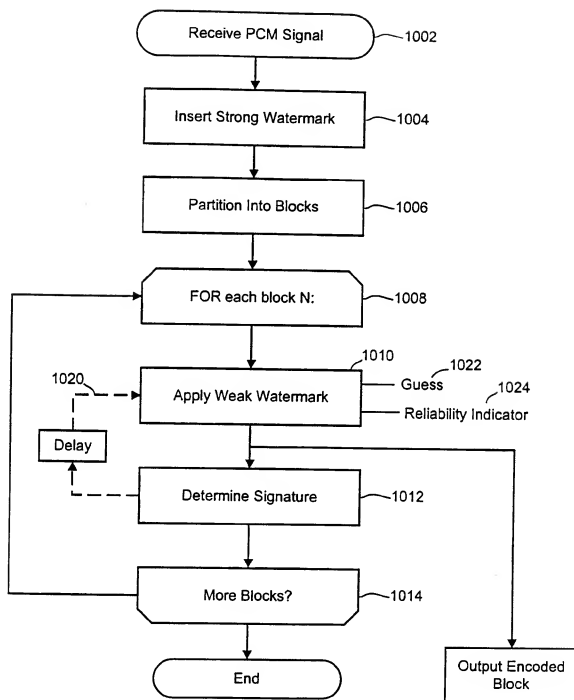 Receive PCM Signal
1002
Insert Strong Watermark
1004
Partition Into Blocks
1006
FOR each block N:
1008
1010
1022
Guess
1020
Apply Weak Watermark
1024
Reliability Indicator
Delay
Determine Signature
1012
More Blocks?
1014
End
Output Encoded
Block